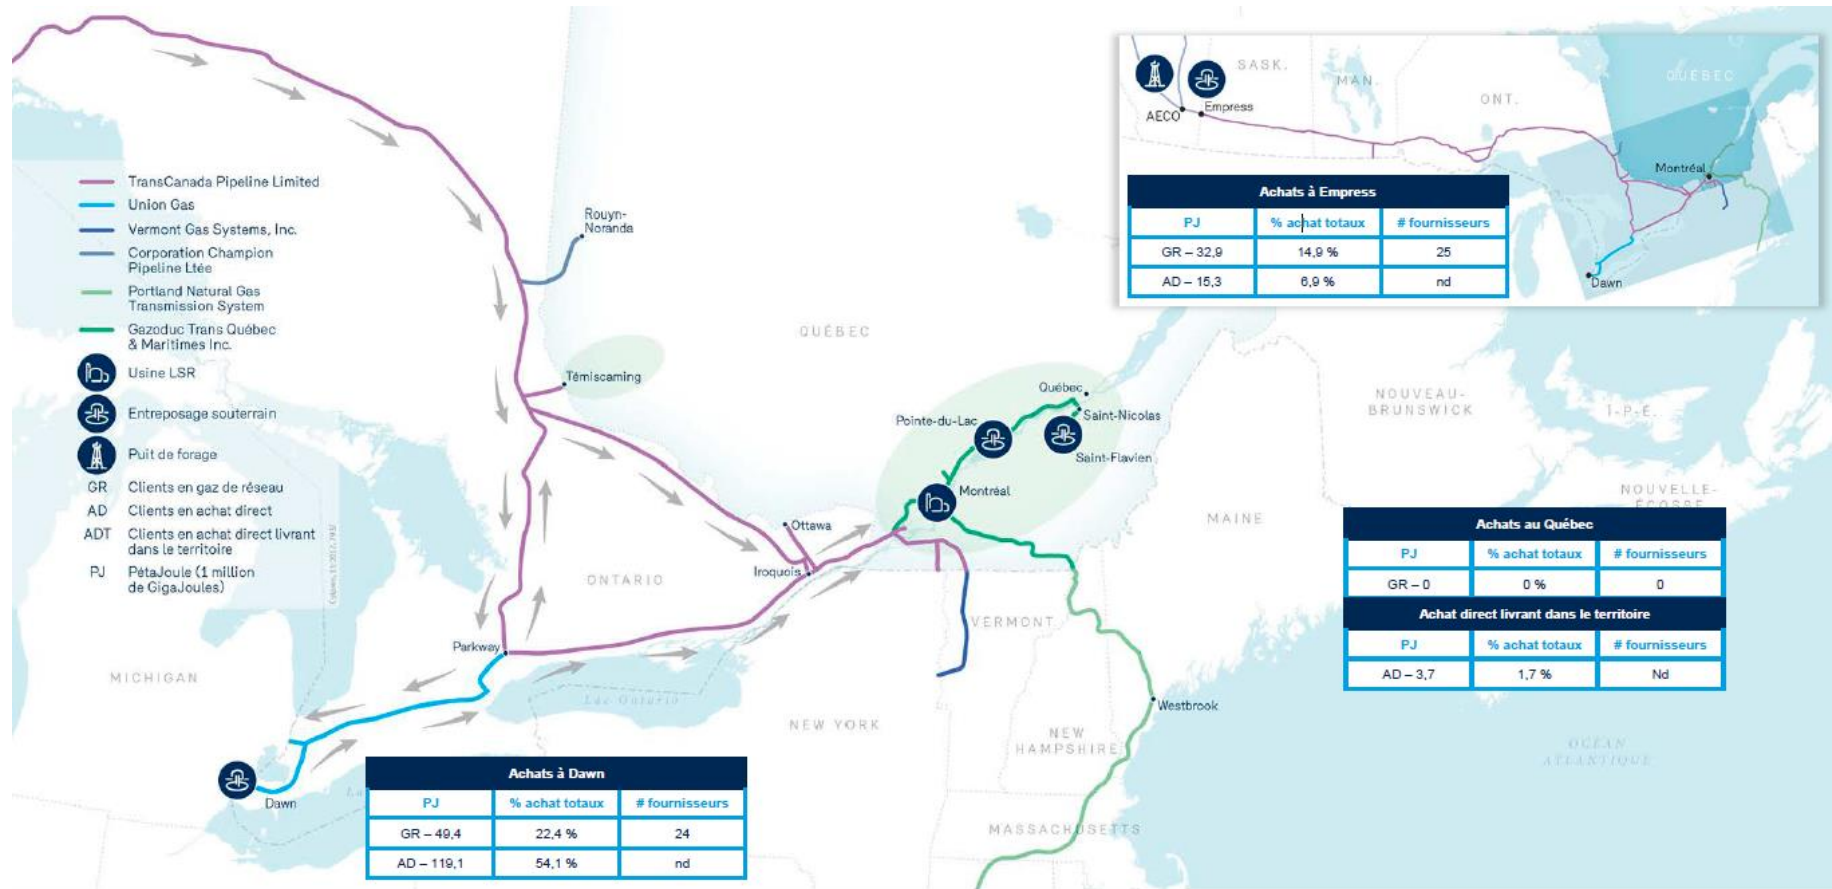 TransCanada Pipeline Limited
Union Gas
Vermont Gas Systems, Inc.
Corporation Champion
Pipeline Ltée
Portland Natural Gas
Transmission System
Gazoduc Trans Québec
& Maritimes Inc.
Usine LSR
Entreposage souterrain
Puit de forage
GR Clients en gaz de réseau
AD Clients en achat direct
ADT Clients en achat direct livrant
dans le territoire
PJ PétaJoule (1 million
de GigaJoules)
Rouyn-
Noranda
Témiscaming
QUÉBEC
Québec
Saint-Nicolas
Pointe-du-Lac
Saint-Flavien
Montréal
Ottawa
Iroquois
ONTARIO
Parkway
MICHIGAN
Lac Ontario
Dawn
NEW YORK
VERMONT
NEW
HAMPSHIRE
MASSACHUSETTS
Westbrook
MAINE
NOUVEAU-
BRUNSWICK
I.-P.-É.
NOUVELLE-
ÉCOSSE
OCÉAN
ATLANTIQUE
SASK.
MAN.
ONT.
QUÉBEC
AECO
Empress
Montréal
Dawn
Achats à Empress
PJ % achat totaux # fournisseurs
GR – 32,9 14,9 % 25
AD – 15,3 6,9 % nd
Achats au Québec
PJ % achat totaux # fournisseurs
GR – 0 0 % 0
Achat direct livrant dans le territoire
PJ % achat totaux # fournisseurs
AD – 3,7 1,7 % Nd
Achats à Dawn
PJ % achat totaux # fournisseurs
GR – 49,4 22,4 % 24
AD – 119,1 54,1 % nd